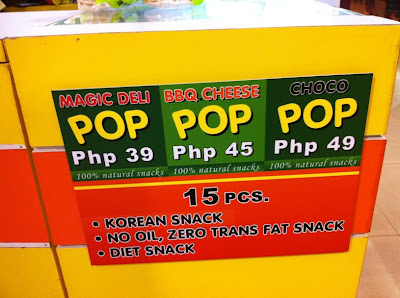 MAGIC DELI
POP
Php 39
100% natural snacks
BBQ CHEESE
POP
Php 45
100% natural snacks
CHOCO
POP
Php 49
100% natural snacks
15 PCS.
• KOREAN SNACK
• NO OIL, ZERO TRANS FAT SNACK
• DIET SNACK